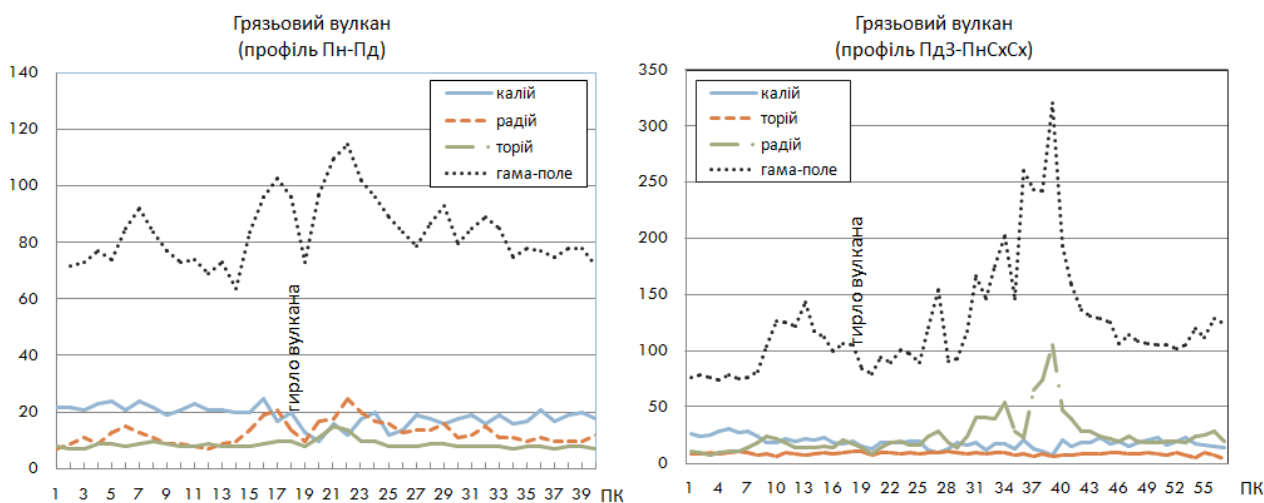 Грязьовий вулкан
(профіль Пн-Пд)
140
120
100
80
60
40
20
0
калій
радій
торій
гама-поле
тирло вулкана
1 3 5 7 9 11 13 15 17 19 21 23 25 27 29 31 33 35 37 39 ПК
Грязьовий вулкан
(профіль ПдЗ-ПнСхСх)
350
300
250
200
150
100
50
0
калій
торій
радій
гама-поле
тирло вулкана
1 4 7 10 13 16 19 22 25 28 31 34 37 40 43 46 49 52 55 ПК